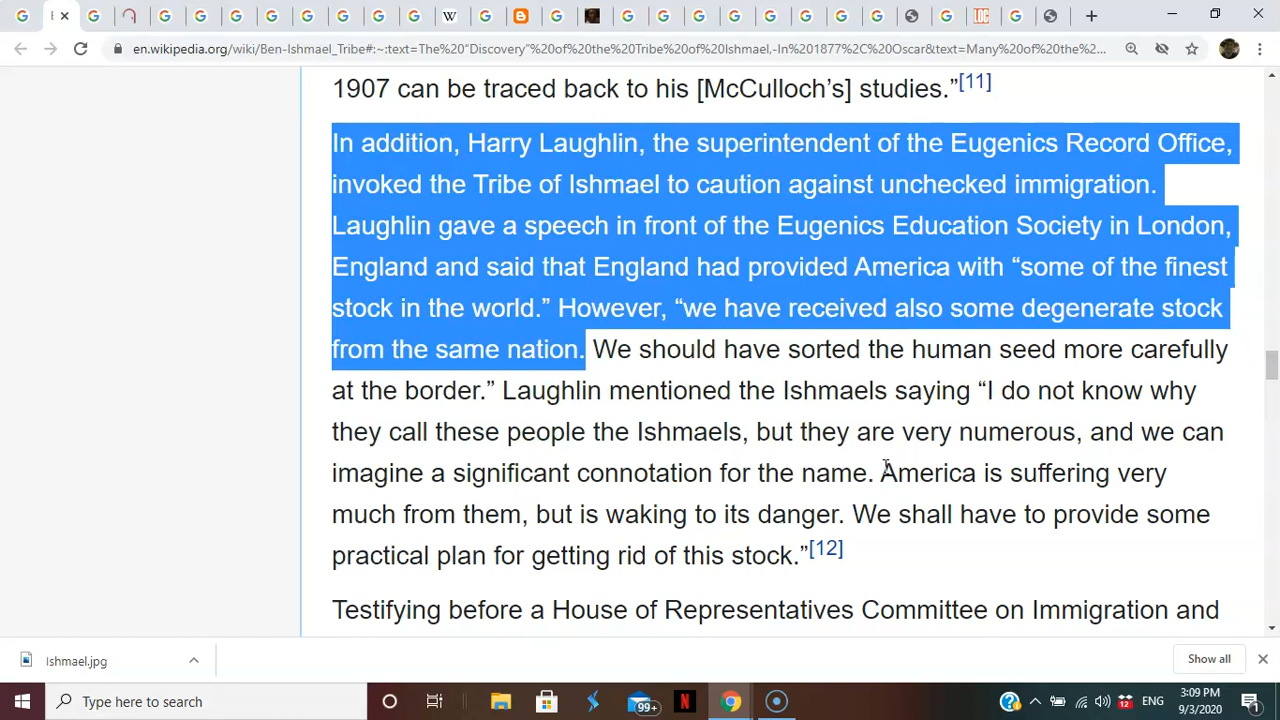 en.wikipedia.org/wiki/Ben-Ishmael_Tribe#:~:text=The%20"Discovery"%20of%20the%20Tribe%20of%20Ishmael,-In%201877%2C%20Oscar&text=Many%20of%20the%2...
1907 can be traced back to his [McCulloch’s] studies.”[11]
In addition, Harry Laughlin, the superintendent of the Eugenics Record Office,
invoked the Tribe of Ishmael to caution against unchecked immigration.
Laughlin gave a speech in front of the Eugenics Education Society in London,
England and said that England had provided America with “some of the finest
stock in the world.” However, “we have received also some degenerate stock
from the same nation. We should have sorted the human seed more carefully
at the border.” Laughlin mentioned the Ishmaels saying “I do not know why
they call these people the Ishmaels, but they are very numerous, and we can
imagine a significant connotation for the name. America is suffering very
much from them, but is waking to its danger. We shall have to provide some
practical plan for getting rid of this stock.”[12]
Testifying before a House of Representatives Committee on Immigration and
Ishmael.jpg
Show all
Type here to search
99+
ENG
3:09 PM
9/3/2020
12
1